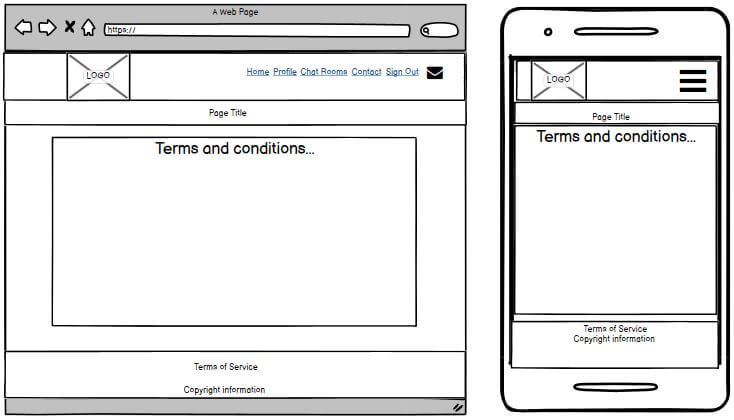 A Web Page
https://
LOGO
Home Profile Chat Rooms Contact Sign Out
Page Title
Terms and conditions...
Terms of Service
Copyright information
LOGO
Page Title
Terms and conditions...
Terms of Service
Copyright information